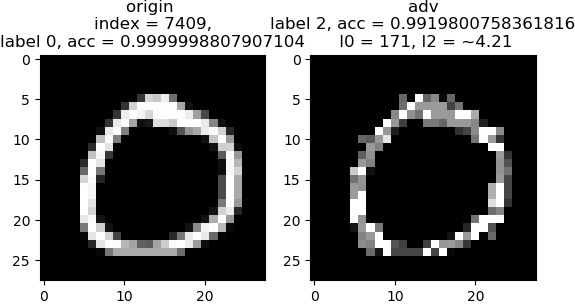 origin
index = 7409,
label 0, acc = 0.9999998807907104
adv
label 2, acc = 0.9919800758361816
l0 = 171, l2 = ~4.21
0
5
10
15
20
25
0 10 20
0
5
10
15
20
25
0 10 20